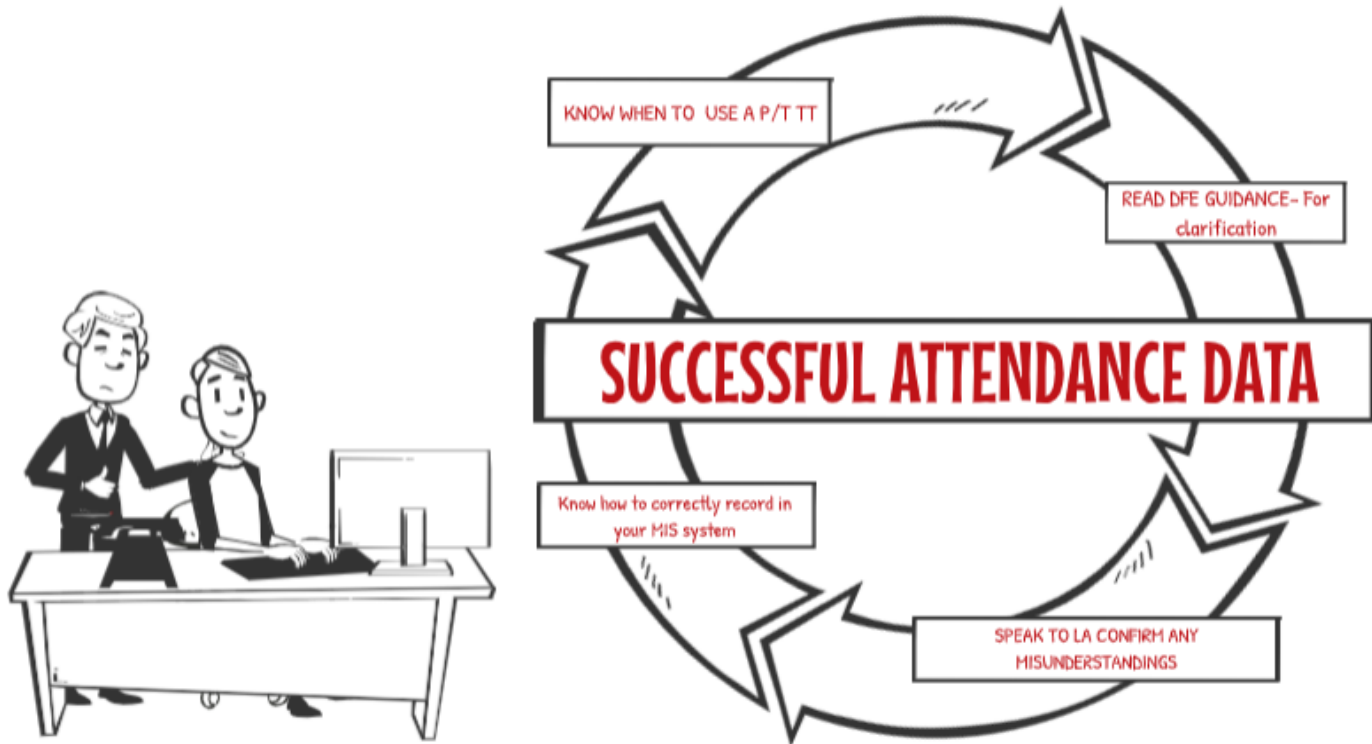 KNOW WHEN TO USE A P/T TT
READ DFE GUIDANCE- For
clarification
SUCCESSFUL ATTENDANCE DATA
Know how to correctly record in
your MIS system
SPEAK TO LA CONFIRM ANY
MISUNDERSTANDINGS